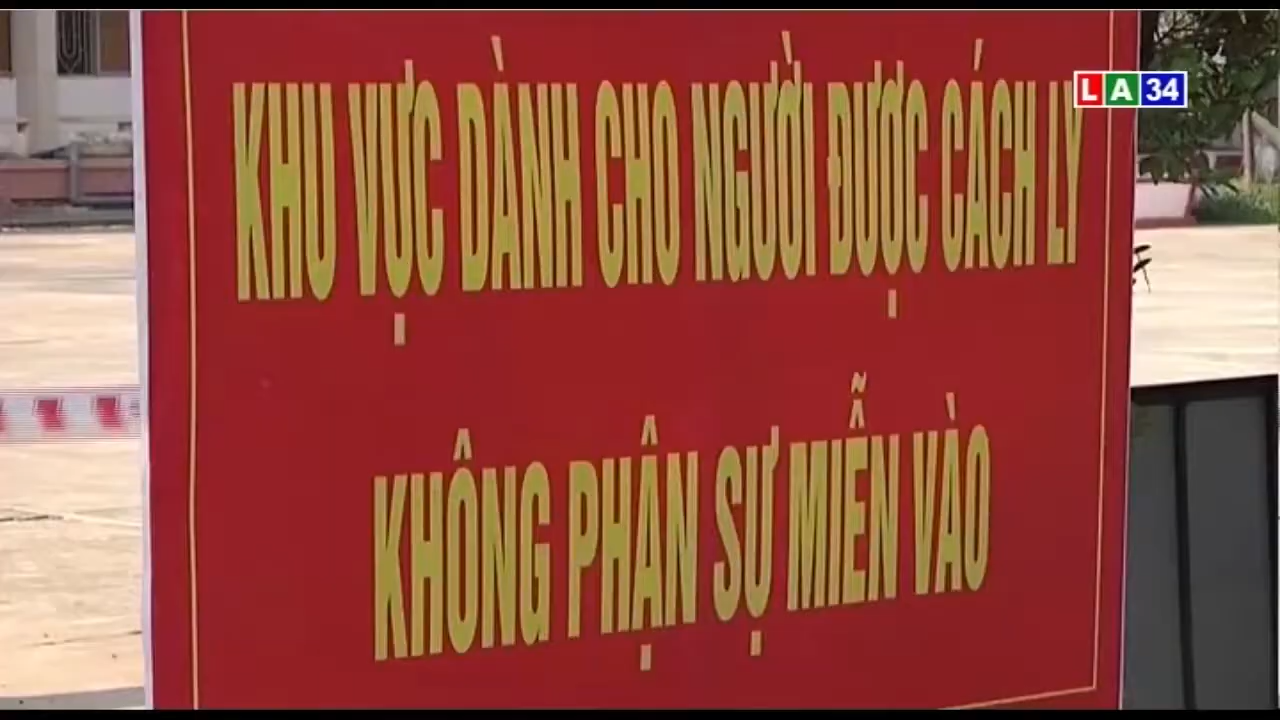 LA34
KHU VỰC DÀNH CHO NGƯỜI ĐƯỢC CÁCH LY
KHÔNG PHẬN SỰ MIỄN VÀO